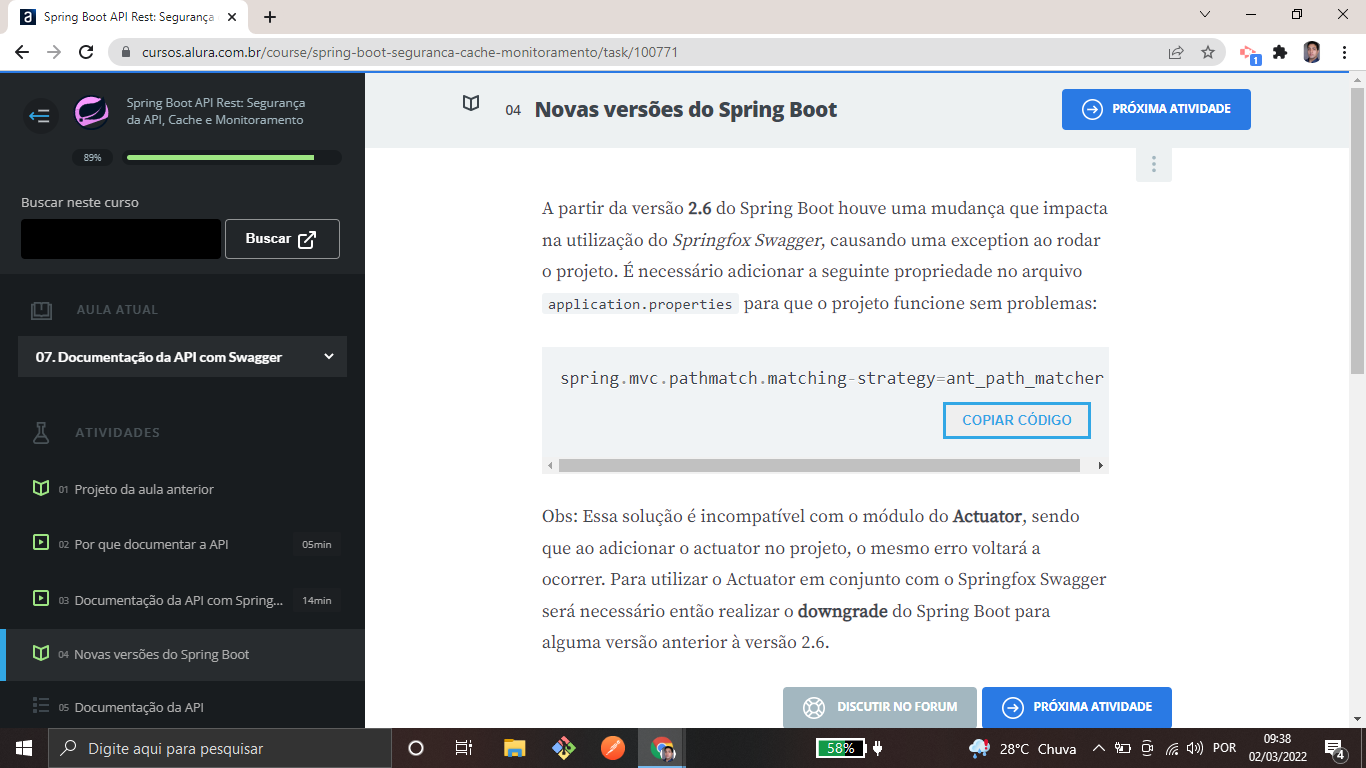 Spring Boot API Rest: Segurança
cursos.alura.com.br/course/spring-boot-seguranca-cache-monitoramento/task/100771
1
Spring Boot API Rest: Segurança
da API, Cache e Monitoramento
89%
Buscar neste curso
Buscar
AULA ATUAL
07. Documentação da API com Swagger
ATIVIDADES
01 Projeto da aula anterior
02 Por que documentar a API 05min
03 Documentação da API com Spring... 14min
04 Novas versões do Spring Boot
05 Documentação da API
04 Novas versões do Spring Boot
PRÓXIMA ATIVIDADE
A partir da versão 2.6 do Spring Boot houve uma mudança que impacta
na utilização do Springfox Swagger, causando uma exception ao rodar
o projeto. É necessário adicionar a seguinte propriedade no arquivo
application.properties para que o projeto funcione sem problemas:
spring.mvc.pathmatch.matching-strategy=ant_path_matcher
COPIAR CÓDIGO
Obs: Essa solução é incompatível com o módulo do Actuator, sendo
que ao adicionar o actuator no projeto, o mesmo erro voltará a
ocorrer. Para utilizar o Actuator em conjunto com o Springfox Swagger
será necessário então realizar o downgrade do Spring Boot para
alguma versão anterior à versão 2.6.
DISCUTIR NO FORUM
PRÓXIMA ATIVIDADE
Digite aqui para pesquisar
58%
28°C Chuva
POR
09:38
02/03/2022
4